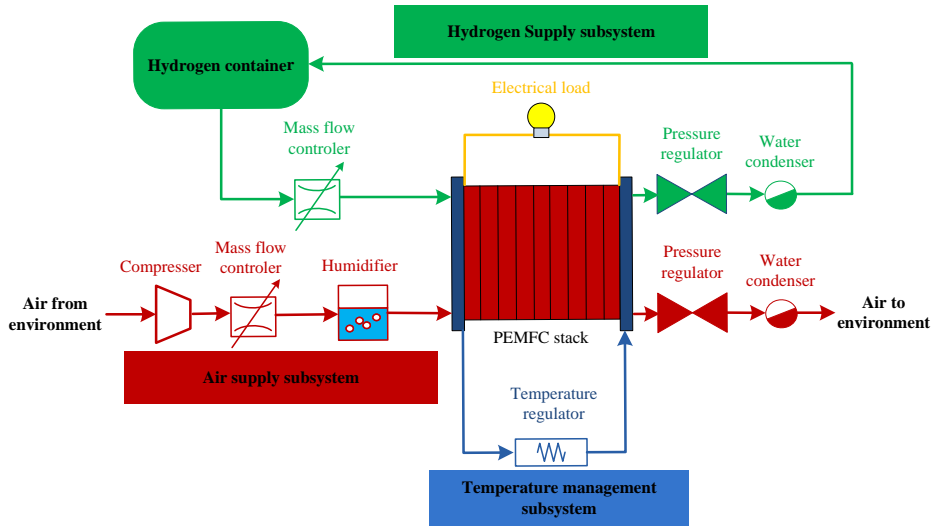 Hydrogen Supply subsystem
Hydrogen container
Electrical load
Mass flow
controler
Pressure
regulator
Water
condenser
Compresser
Mass flow
controler
Humidifier
Pressure
regulator
Water
condenser
Air from
environment
Air to
environment
PEMFC stack
Air supply subsystem
Temperature
regulator
Temperature management
subsystem